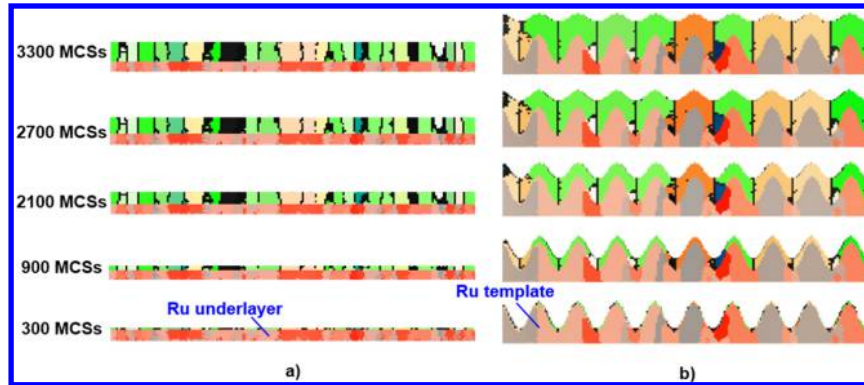 3300 MCSs
2700 MCSs
2100 MCSs
900 MCSs
300 MCSs
Ru underlayer
Ru template
a)
b)